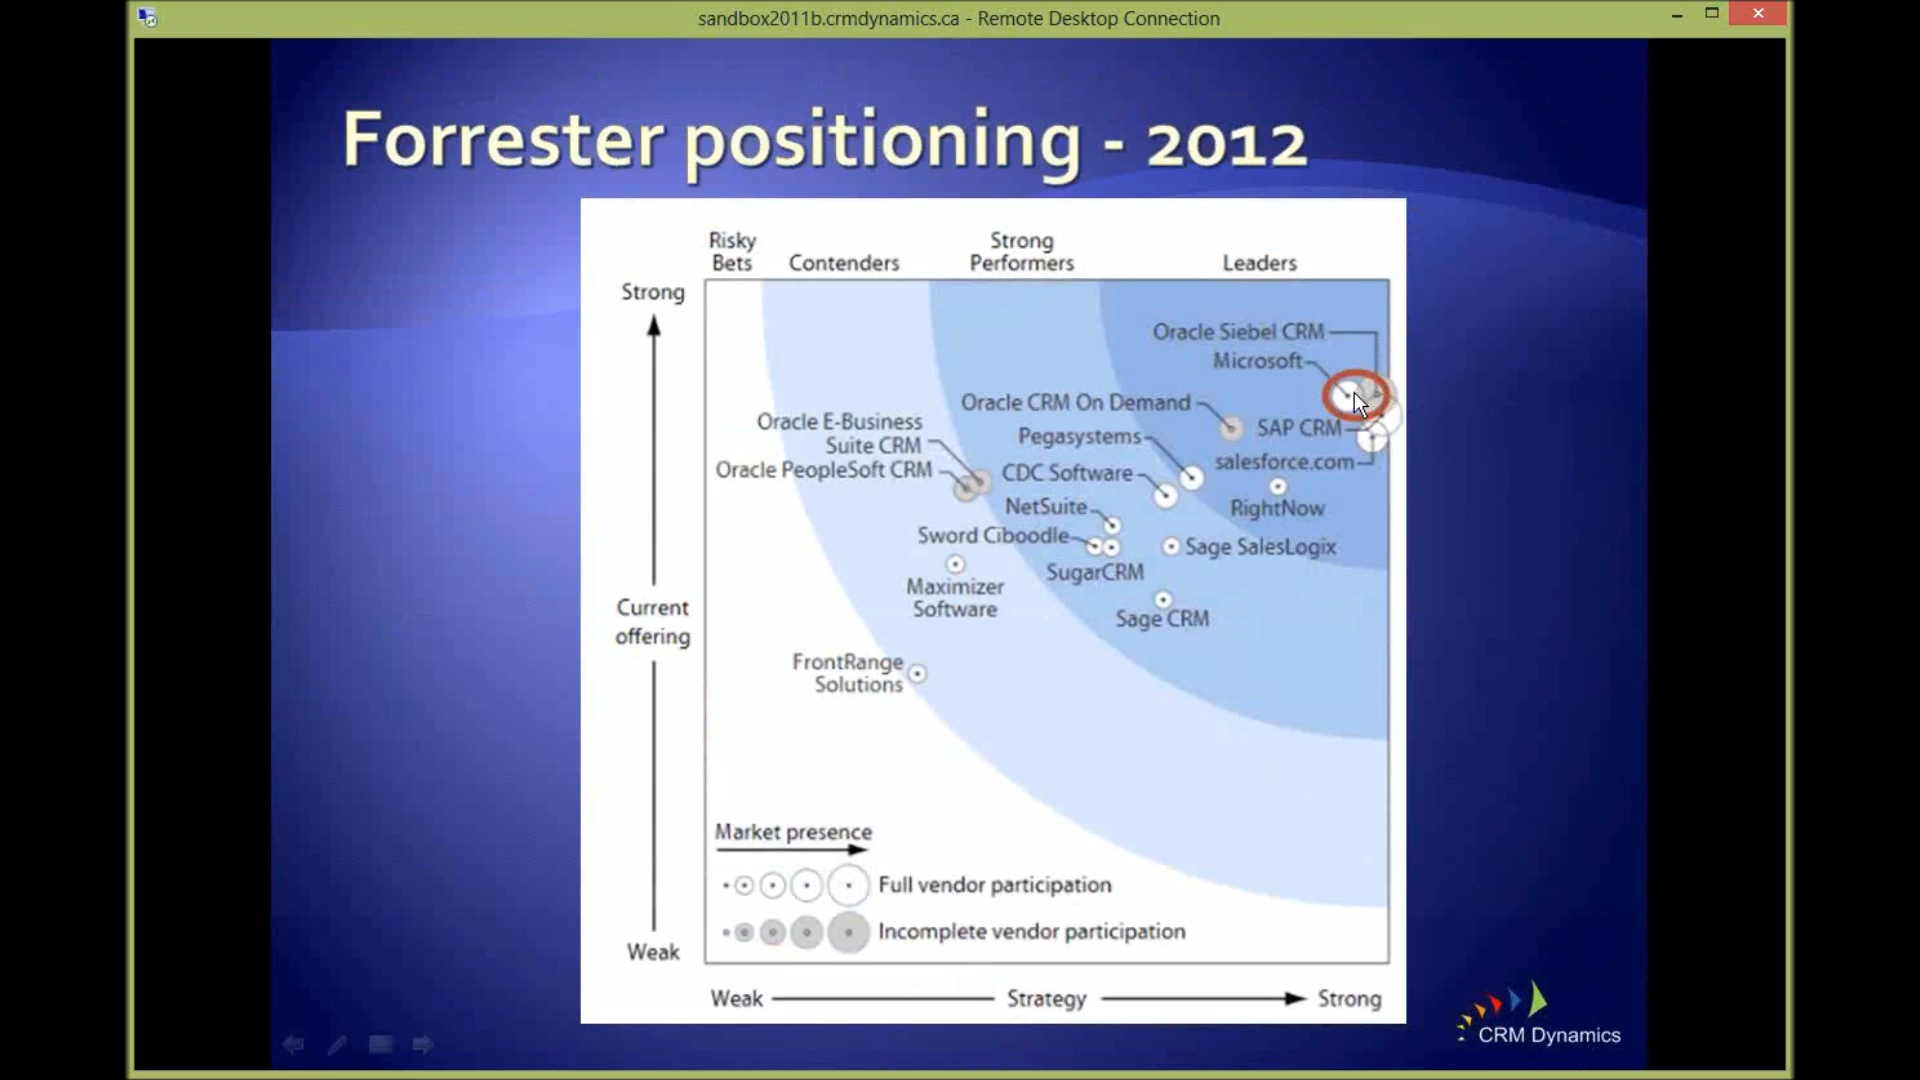 sandbox2011b.crmdynamics.ca - Remote Desktop Connection
Forrester positioning - 2012
Risky
Bets
Contenders
Strong
Performers
Leaders
Strong
Oracle Siebel CRM
Microsoft
Oracle CRM On Demand
SAP CRM
Oracle E-Business
Suite CRM
Pegasystems
salesforce.com
Oracle PeopleSoft CRM
CDC Software
NetSuite
RightNow
Sword Ciboodle
Sage SalesLogix
SugarCRM
Maximizer
Software
Current
offering
Sage CRM
FrontRange
Solutions
Market presence
Full vendor participation
Incomplete vendor participation
Weak
Weak
Strategy
Strong
CRM Dynamics